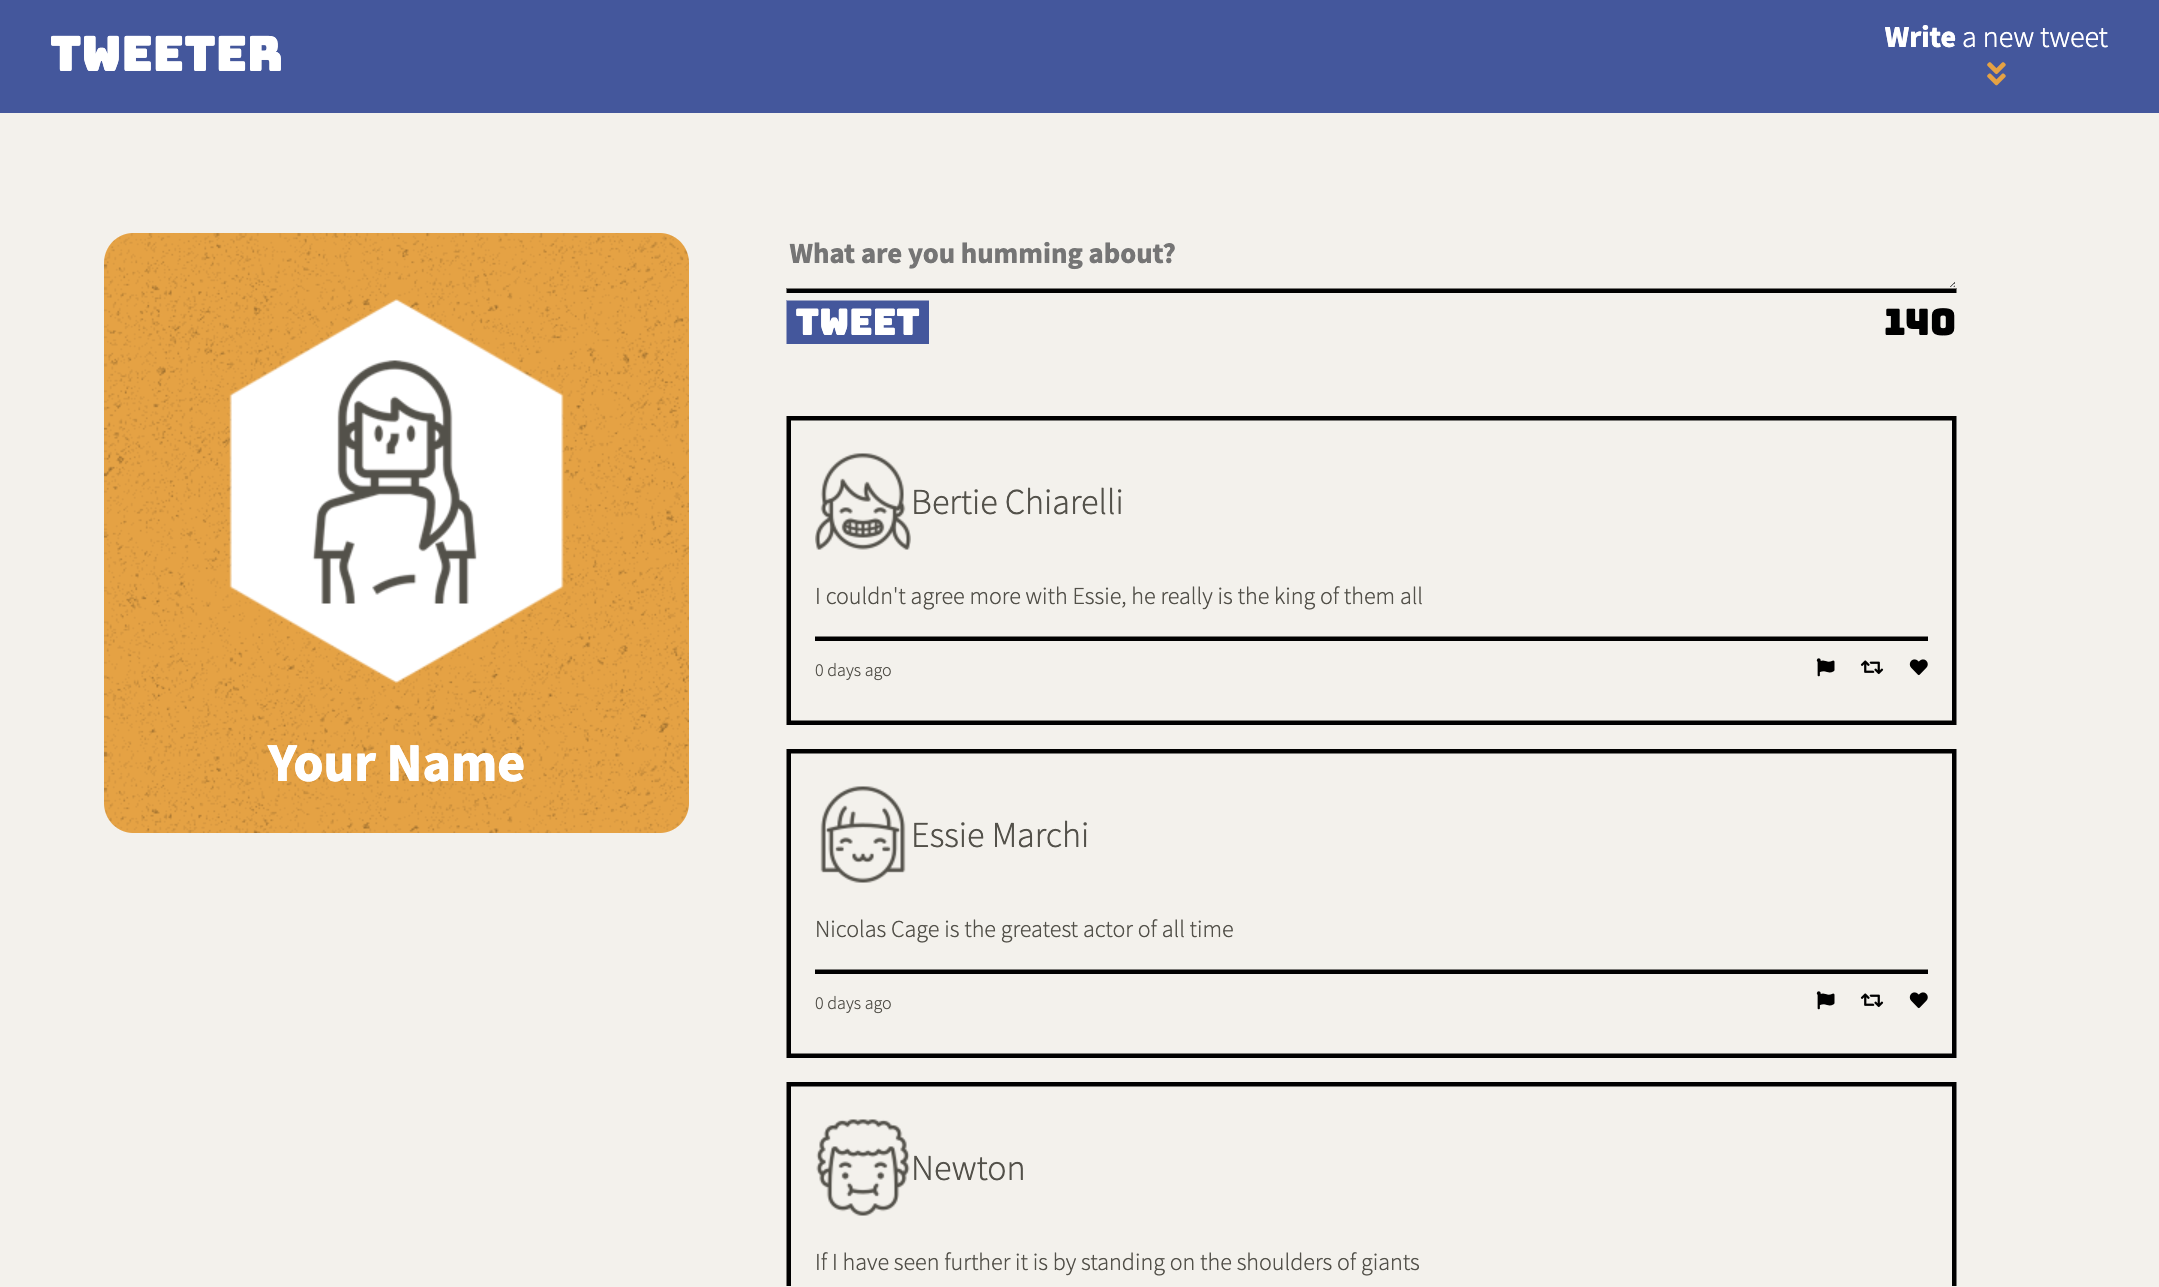 TWEETER
Write a new tweet
Your Name
What are you humming about?
TWEET
140
Bertie Chiarelli
I couldn't agree more with Essie, he really is the king of them all
0 days ago
Essie Marchi
Nicolas Cage is the greatest actor of all time
0 days ago
Newton
If I have seen further it is by standing on the shoulders of giants